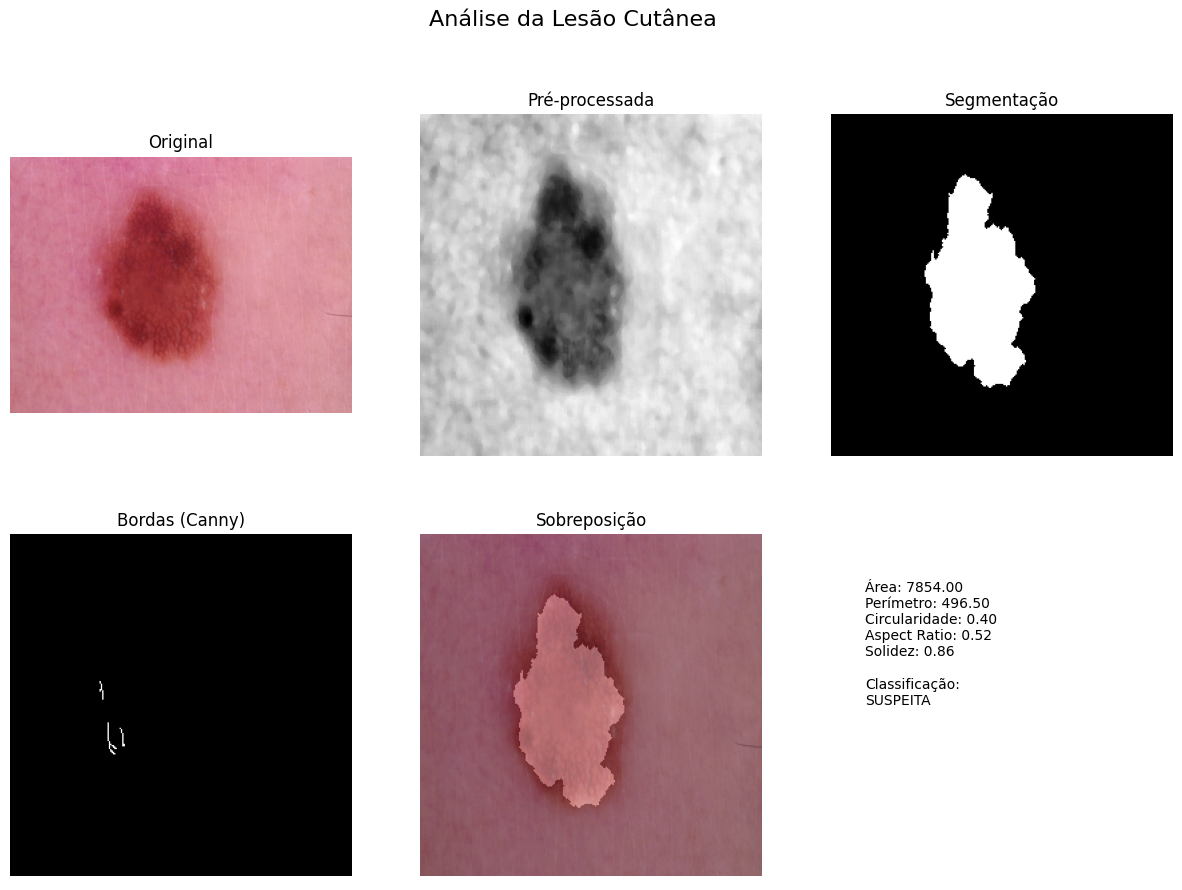 Análise da Lesão Cutânea
Original
Pré-processada
Segmentação
Bordas (Canny)
Sobreposição
Área: 7854.00
Perímetro: 496.50
Circularidade: 0.40
Aspect Ratio: 0.52
Solidez: 0.86
Classificação:
SUSPEITA